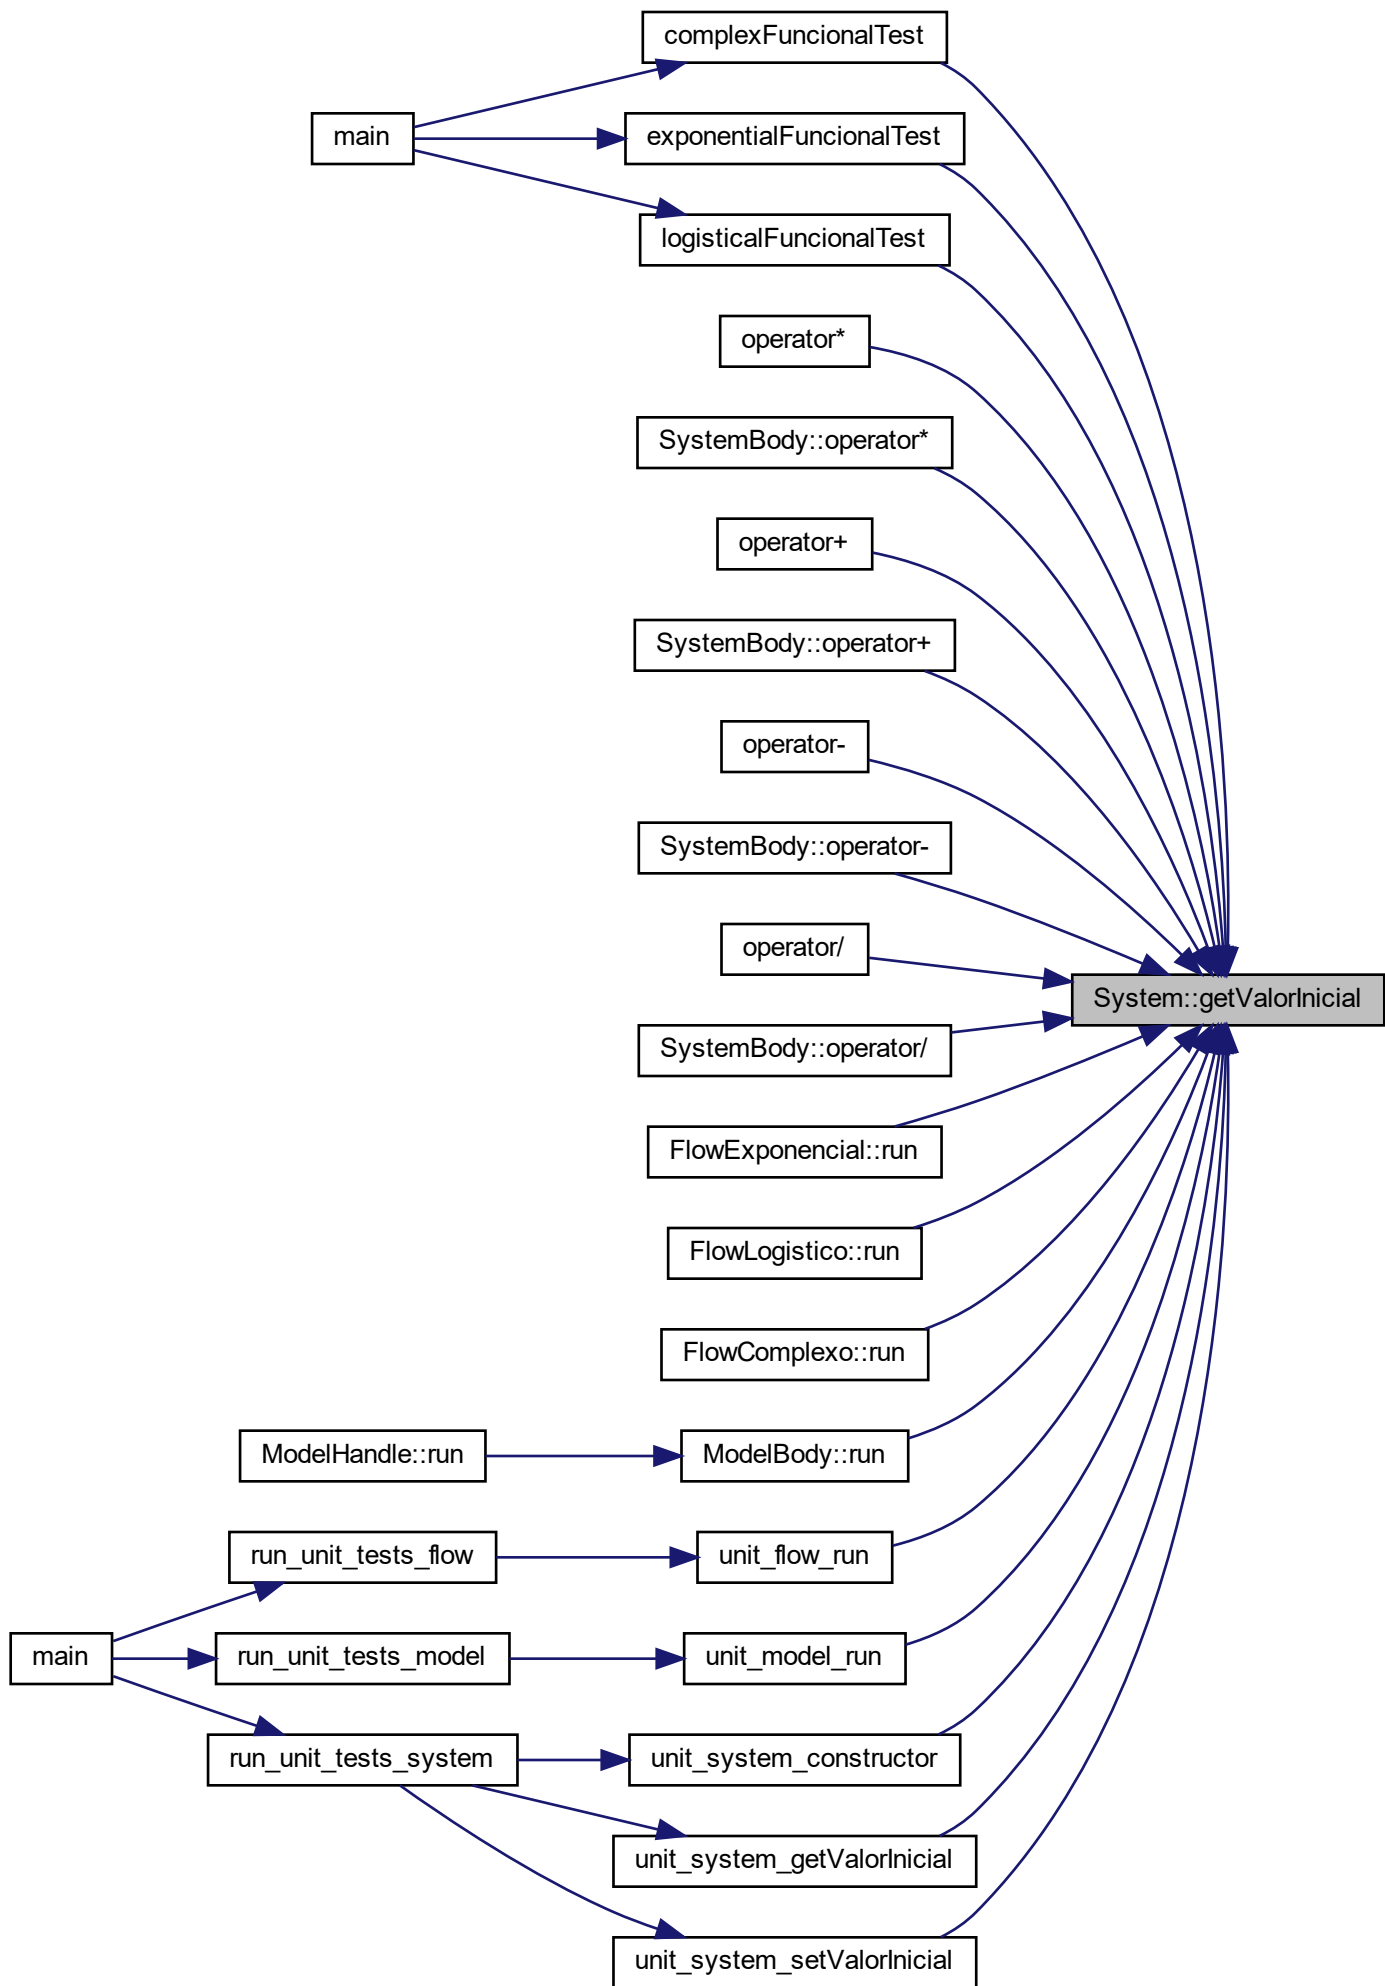 complexFuncionalTest
main
exponentialFuncionalTest
logisticalFuncionalTest
operator*
SystemBody::operator*
operator+
SystemBody::operator+
operator-
SystemBody::operator-
operator/
System::getValorInicial
SystemBody::operator/
FlowExponencial::run
FlowLogistico::run
FlowComplexo::run
ModelHandle::run
ModelBody::run
run_unit_tests_flow
unit_flow_run
main
run_unit_tests_model
unit_model_run
run_unit_tests_system
unit_system_constructor
unit_system_getValorInicial
unit_system_setValorInicial